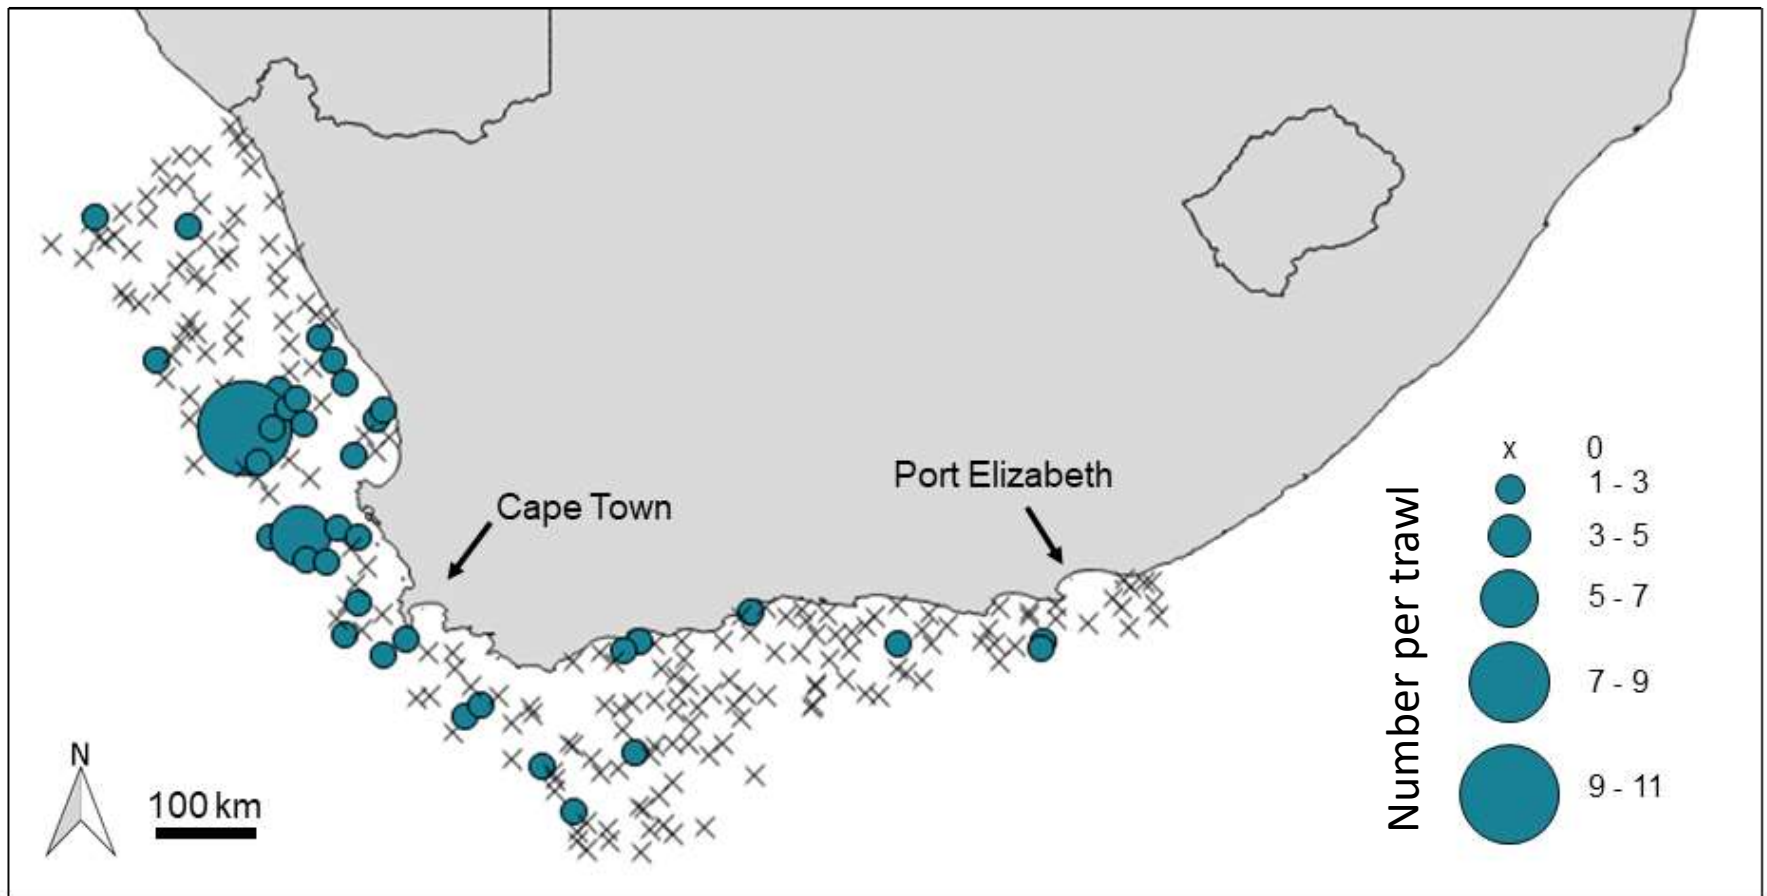 Port Elizabeth
Cape Town
N
100 km
Number per trawl
x 0
1 - 3
3 - 5
5 - 7
7 - 9
9 - 11